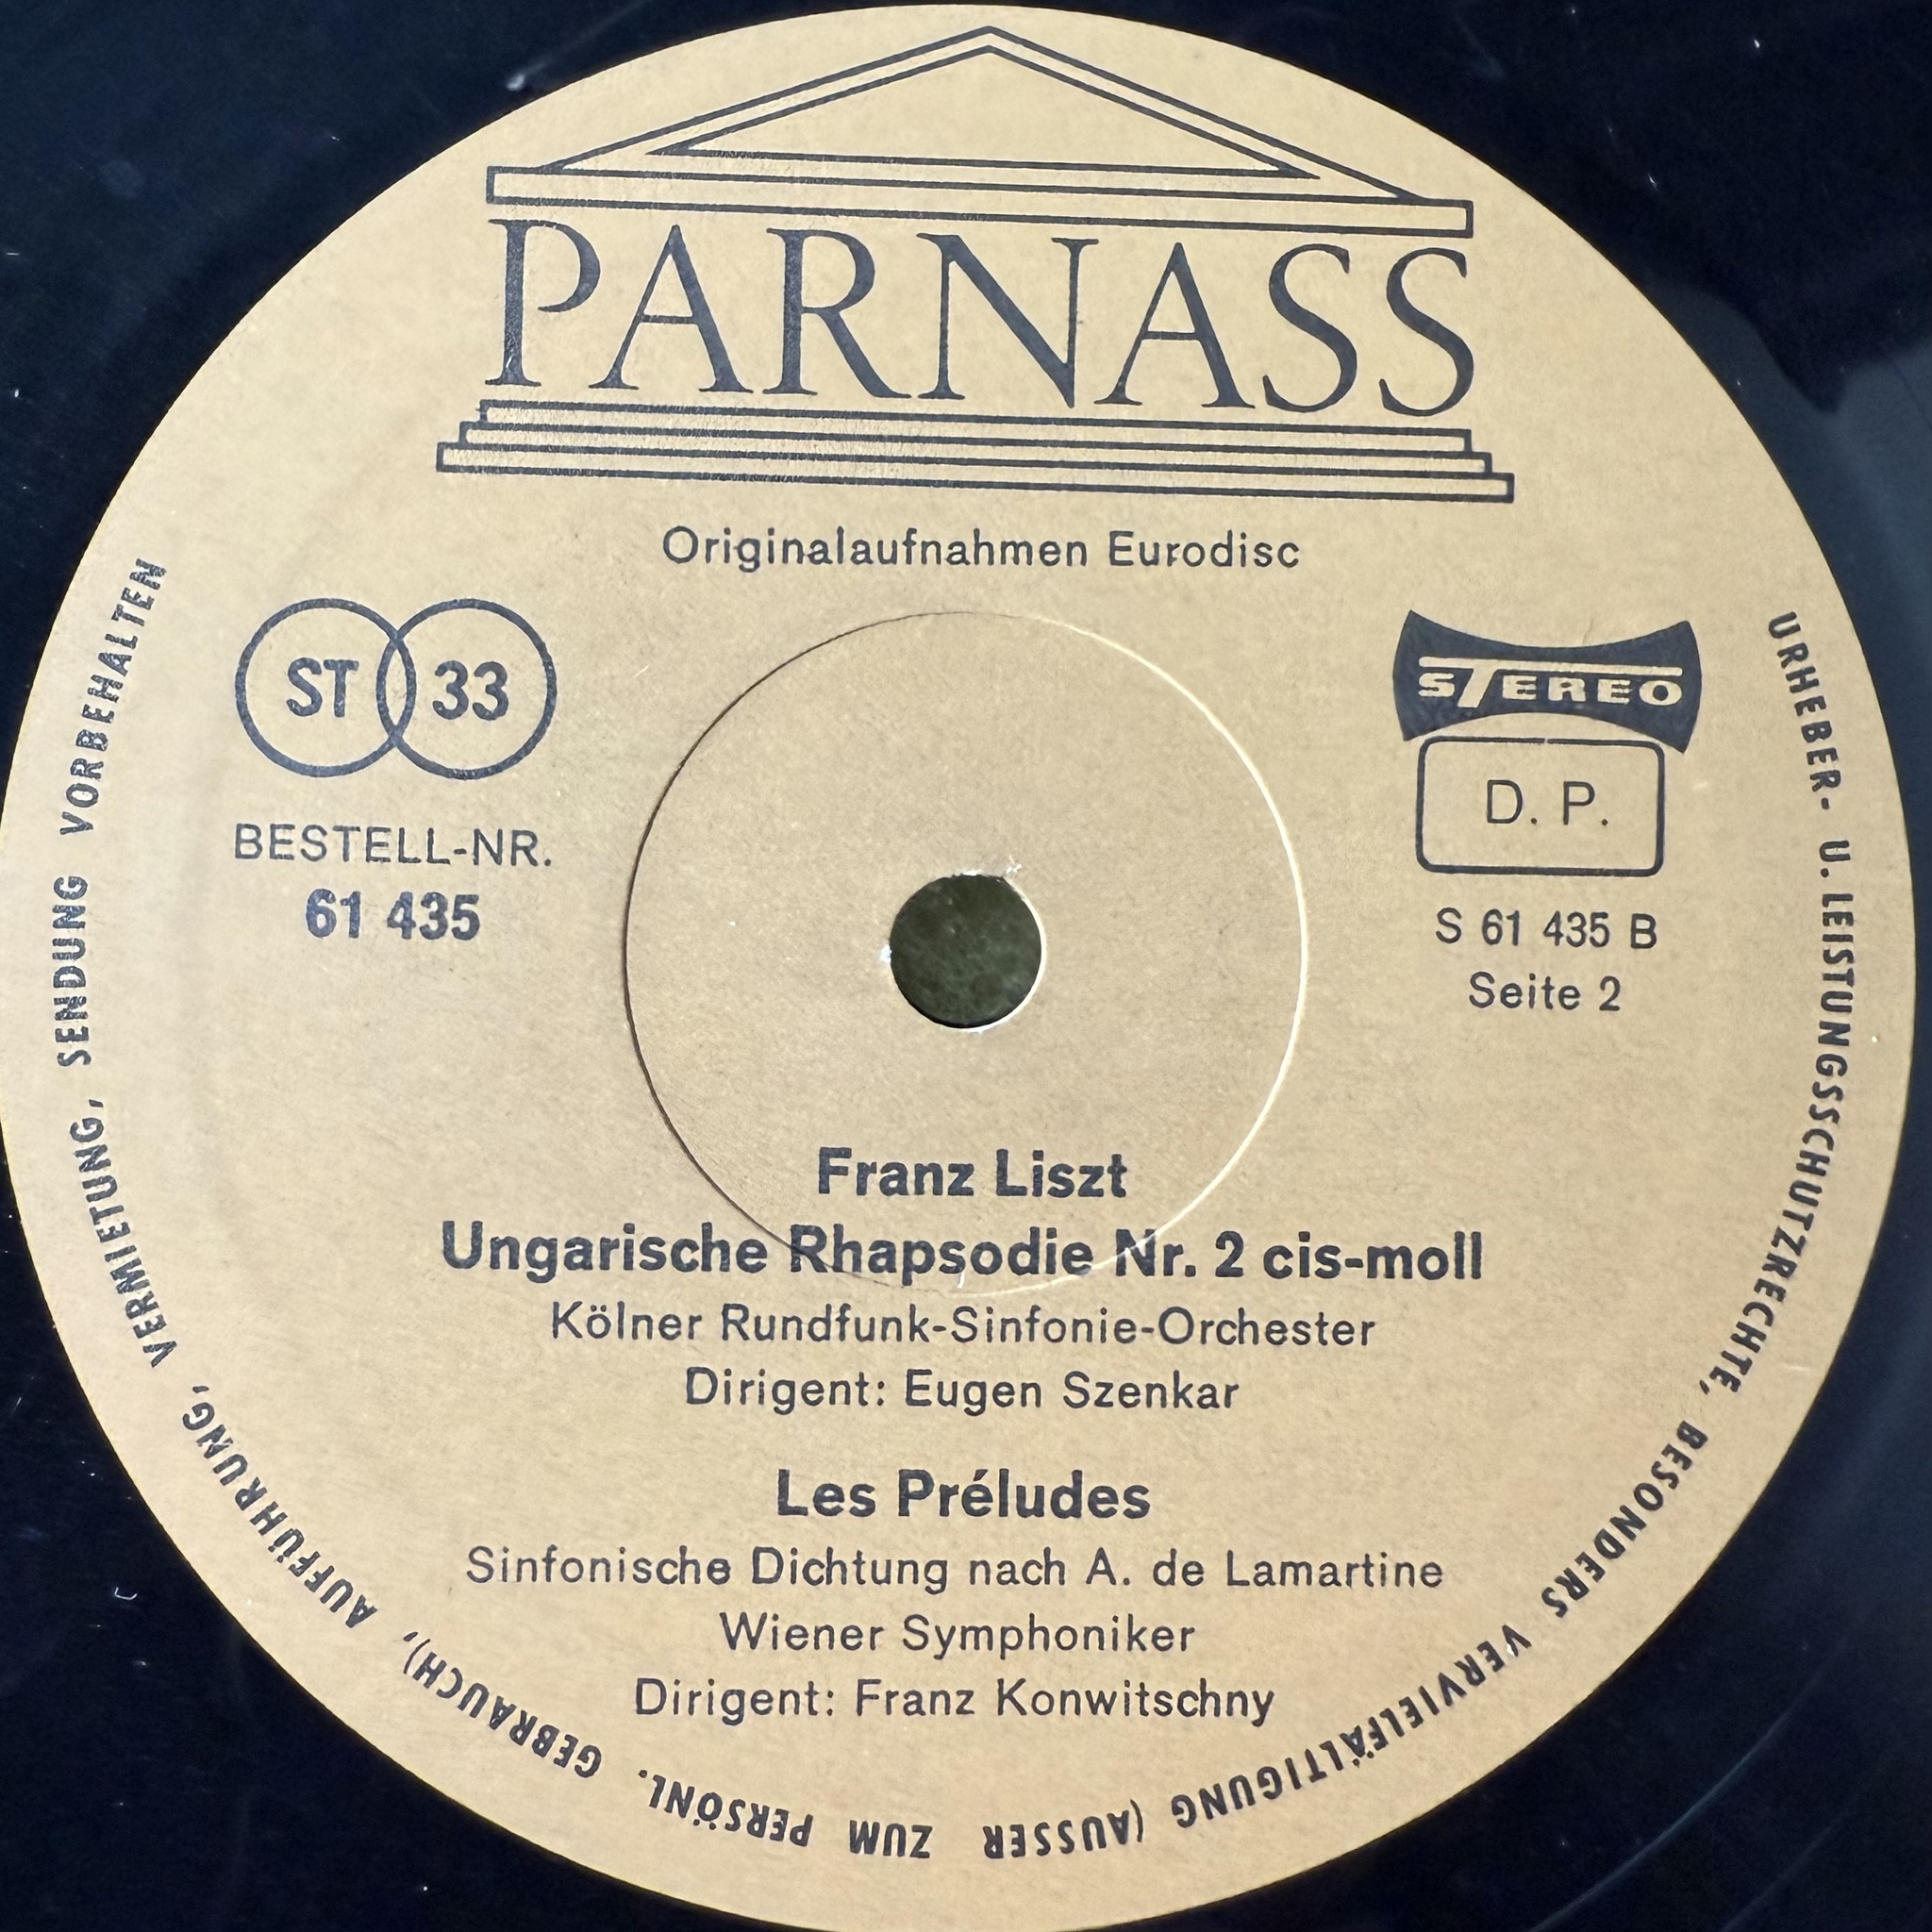 PARNASS
Originalaufnahmen Eurodisc
ST 33
STEREO
D. P.
BESTELL-NR.
61 435
S 61 435 B
Seite 2
Franz Liszt
Ungarische Rhapsodie Nr. 2 cis-moll
Kölner Rundfunk-Sinfonie-Orchester
Dirigent: Eugen Szenkar
Les Préludes
Sinfonische Dichtung nach A. de Lamartine
Wiener Symphoniker
Dirigent: Franz Konwitschny
URHEBER- U. LEISTUNGSSCHUTZRECHTE, BESONDERS VERVIELFÄLTIGUNG (AUSSER ZUM PERSÖNL. GEBRAUCH), AUFFÜHRUNG, VERMIETUNG, SENDUNG VORBEHALTEN